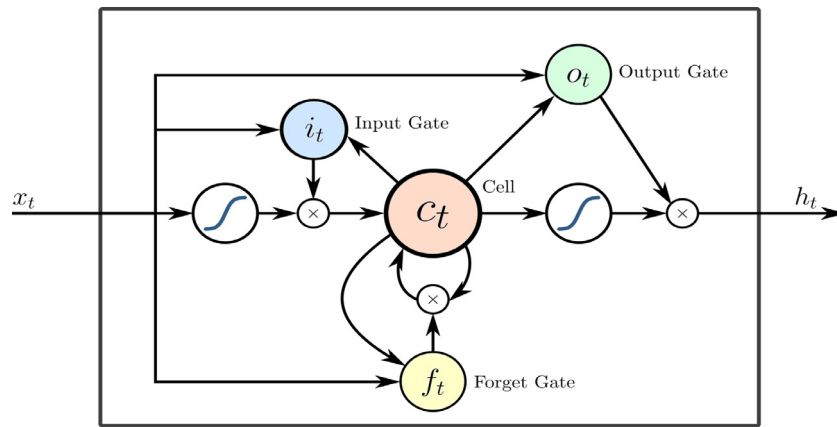 o_t Output Gate
i_t Input Gate
x_t
×
c_t Cell
×
h_t
×
f_t Forget Gate